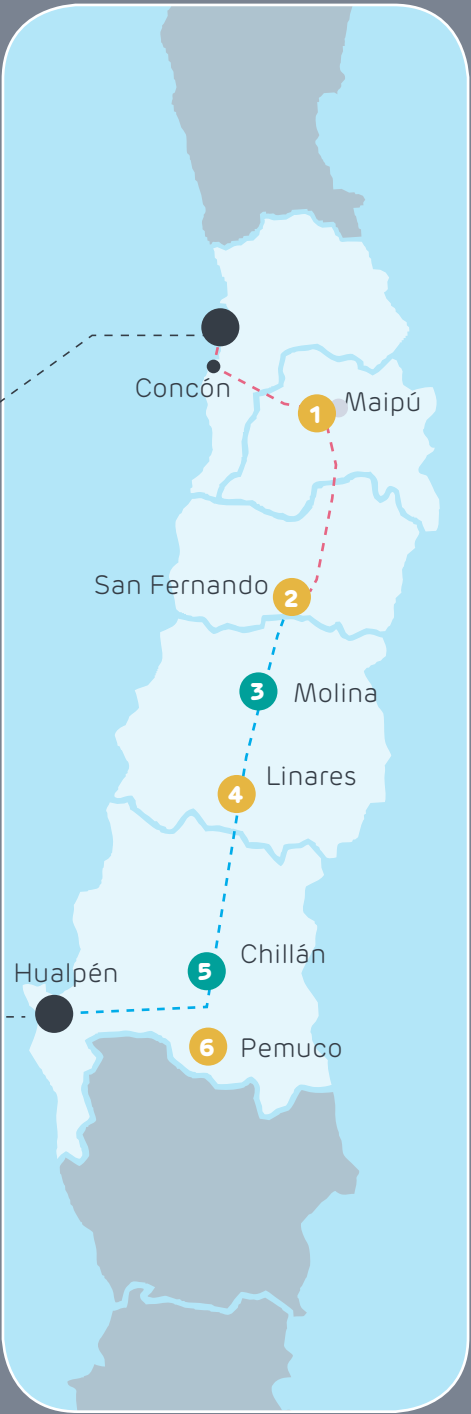 Concón
1 Maipú
San Fernando 2
3 Molina
Linares
4
Chillán
5
Hualpén
6 Pemuco